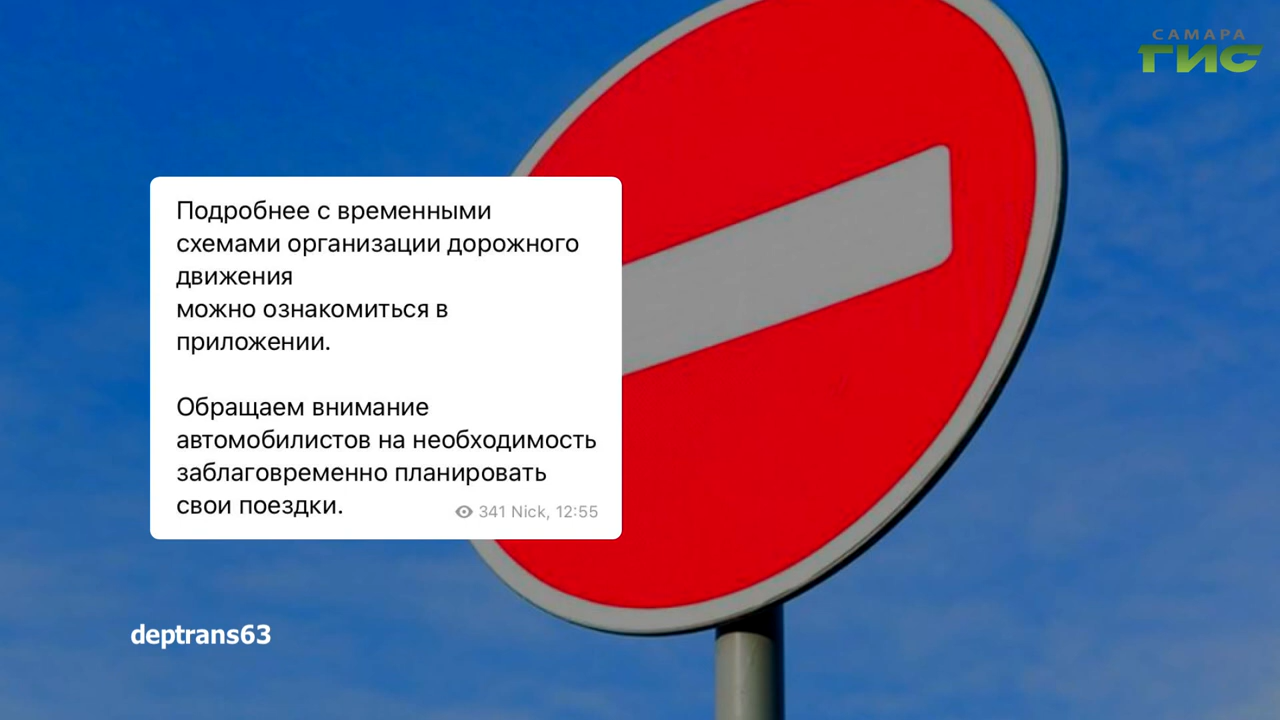 САМАРА
ГИС
Подробнее с временными
схемами организации дорожного
движения
можно ознакомиться в
приложении.
Обращаем внимание
автомобилистов на необходимость
заблаговременно планировать
свои поездки.
341 Nick, 12:55
deptrans63